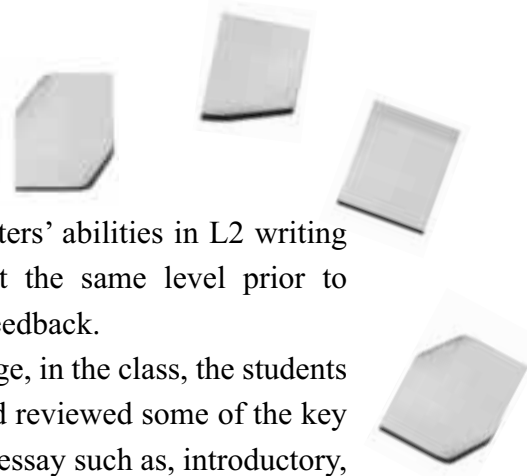 ters’ abilities in L2 writing
t the same level prior to
eedback.
ge, in the class, the students
d reviewed some of the key
essay such as, introductory,